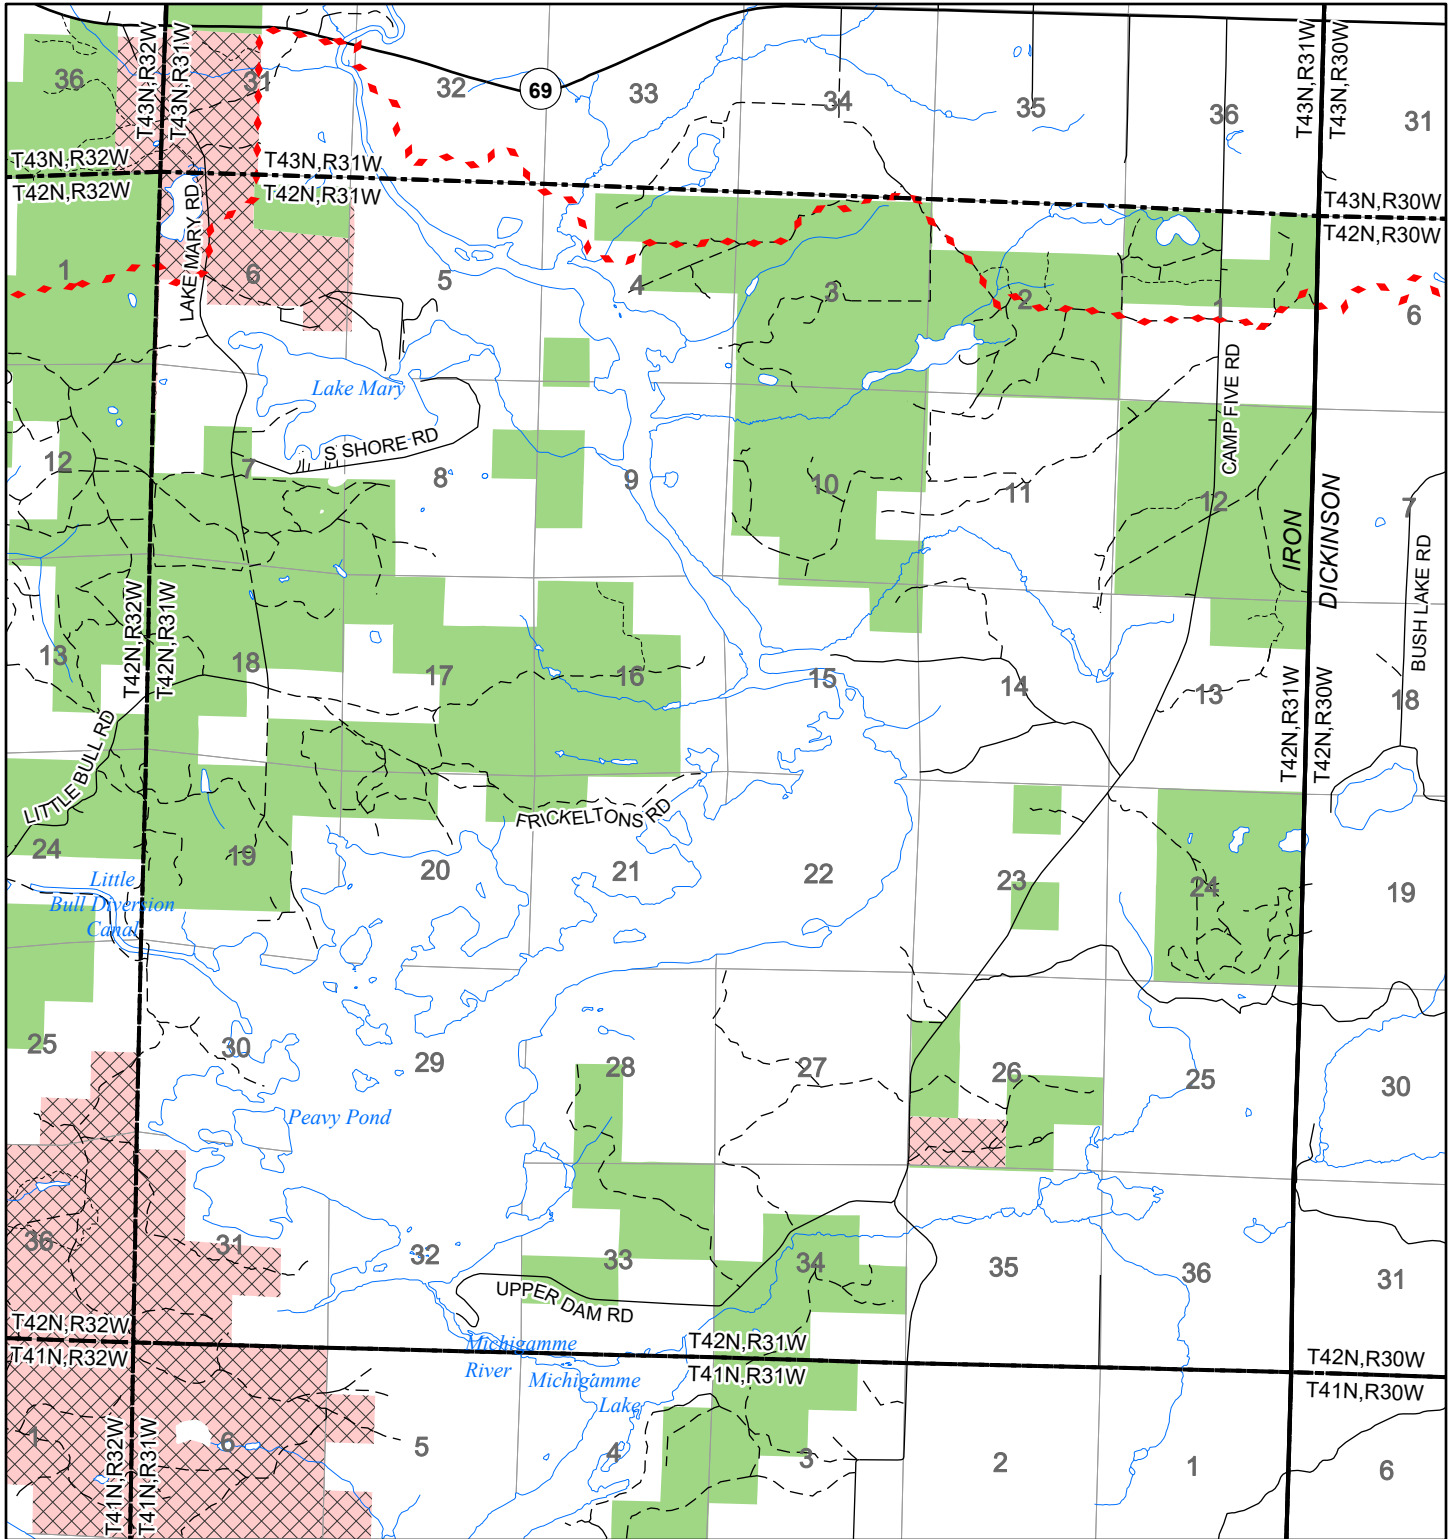 T43N,R32W
T43N,R31W
T43N,R31W
T43N,R30W
36
31
32
69
33
34
35
36
31
T43N,R32W
T42N,R32W
T43N,R31W
T42N,R31W
T43N,R30W
T42N,R30W
LAKE MARY RD
1
6
5
4
3
2
1
6
Lake Mary
S SHORE RD
CAMP FIVE RD
12
7
8
9
10
11
12
7
IRON
DICKINSON
BUSH LAKE RD
T42N,R32W
T42N,R31W
13
18
17
16
15
14
13
18
T42N,R31W
T42N,R30W
LITTLE BULL RD
FRICKELTONS RD
24
19
20
21
22
23
24
19
Little
Bull Diversion
Canal
25
30
29
28
27
26
25
30
Peavy Pond
36
31
32
33
34
35
36
31
UPPER DAM RD
T42N,R32W
T41N,R32W
Michigamme
River
T42N,R31W
T41N,R31W
T42N,R30W
T41N,R30W
Michigamme
Lake
1
6
5
4
3
2
1
6
T41N,R32W
T41N,R31W